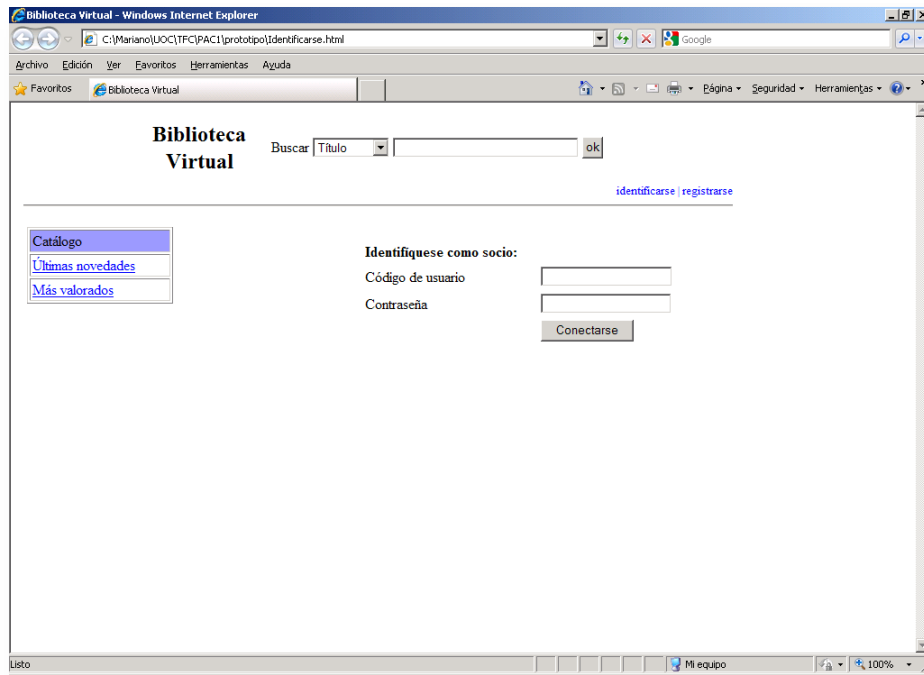 Biblioteca Virtual - Windows Internet Explorer
C:\Mariano\UOC\TFC\PAC1\prototipo\Identificarse.html
Google
Archivo Edición Ver Favoritos Herramientas Ayuda
Favoritos Biblioteca Virtual Página Seguridad Herramientas
Biblioteca
Virtual
Buscar Título ok
identificarse | registrarse
Catálogo
Últimas novedades
Más valorados
Identifíquese como socio:
Código de usuario
Contraseña
Conectarse
Listo Mi equipo 100%